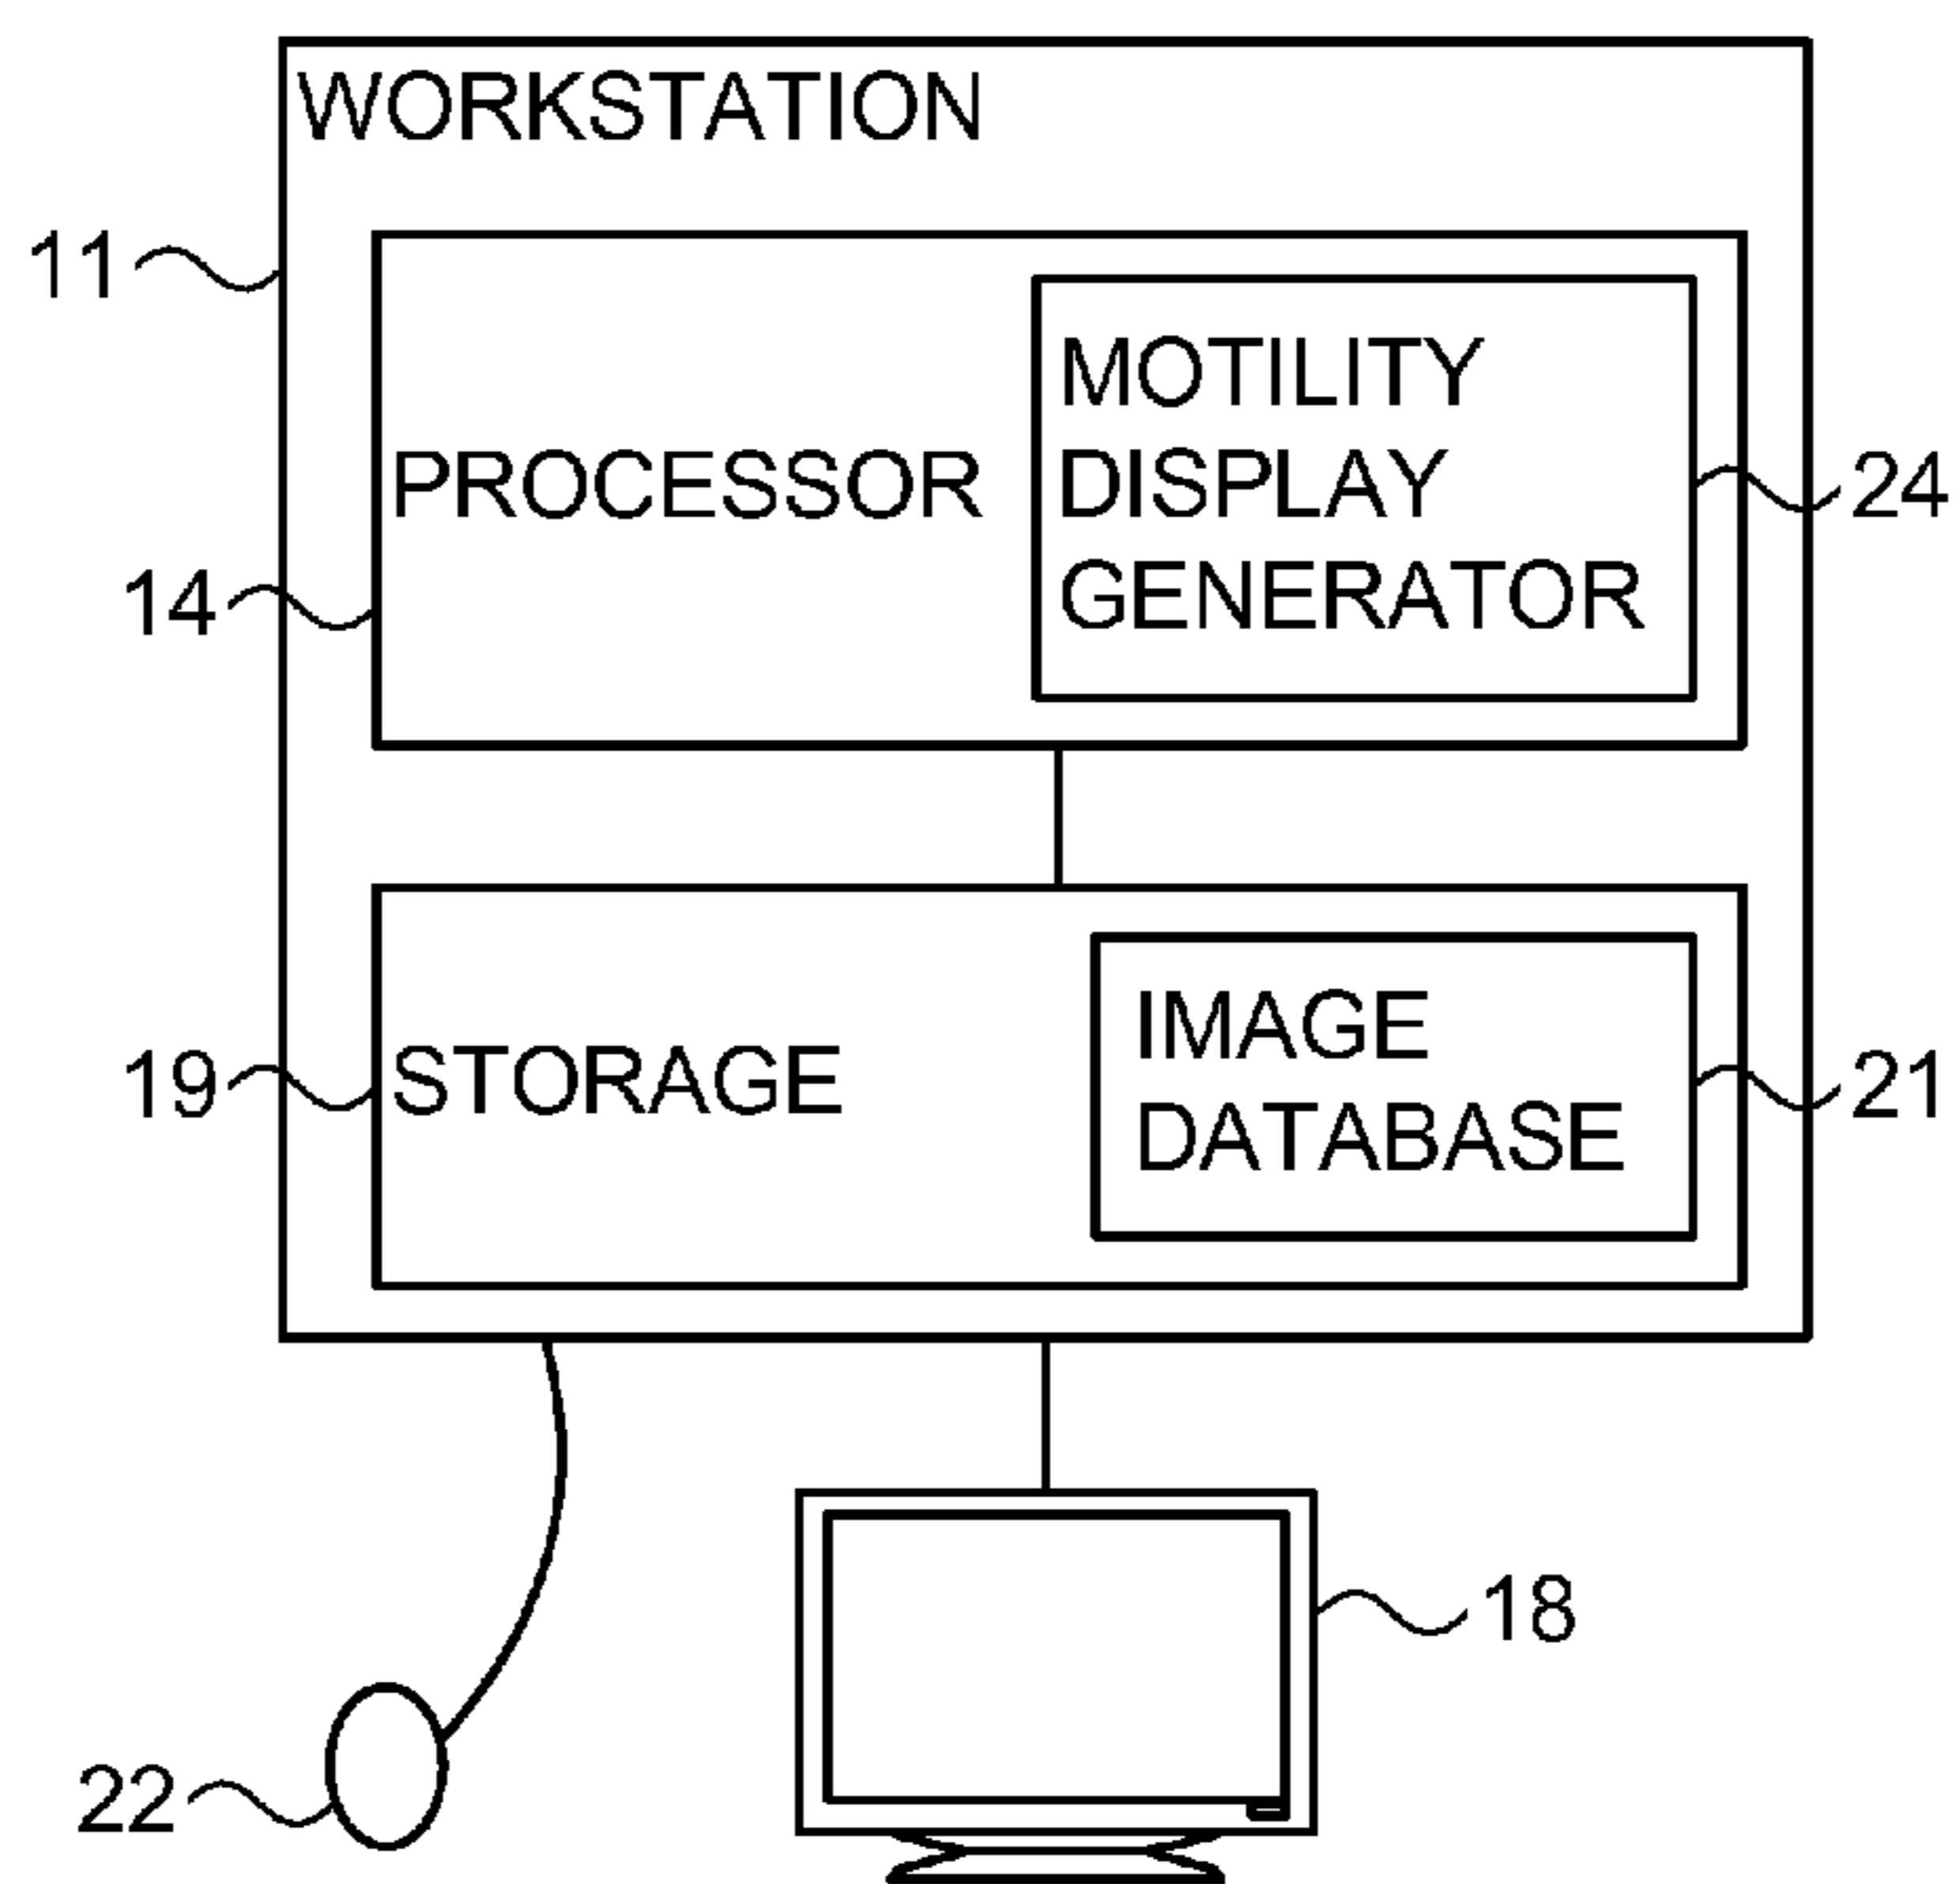 WORKSTATION
11
MOTILITY
PROCESSOR
DISPLAY
24
GENERATOR
14
IMAGE
STORAGE
19
21
DATABASE
18
22